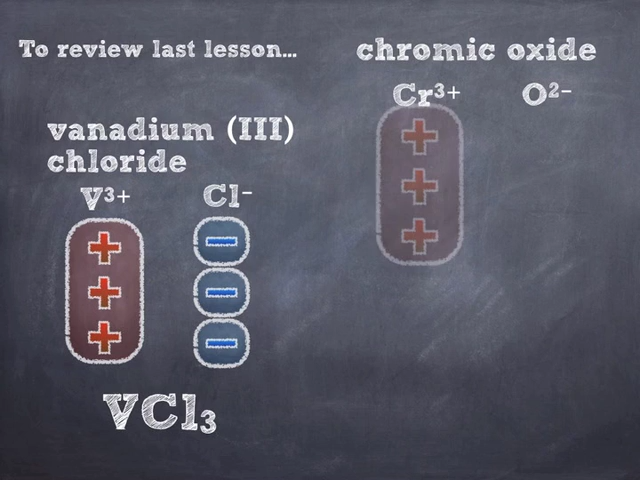 To review last lesson...
vanadium (III)
chloride
V³⁺ Cl⁻
VCl₃
chromic oxide
Cr³⁺ O²⁻